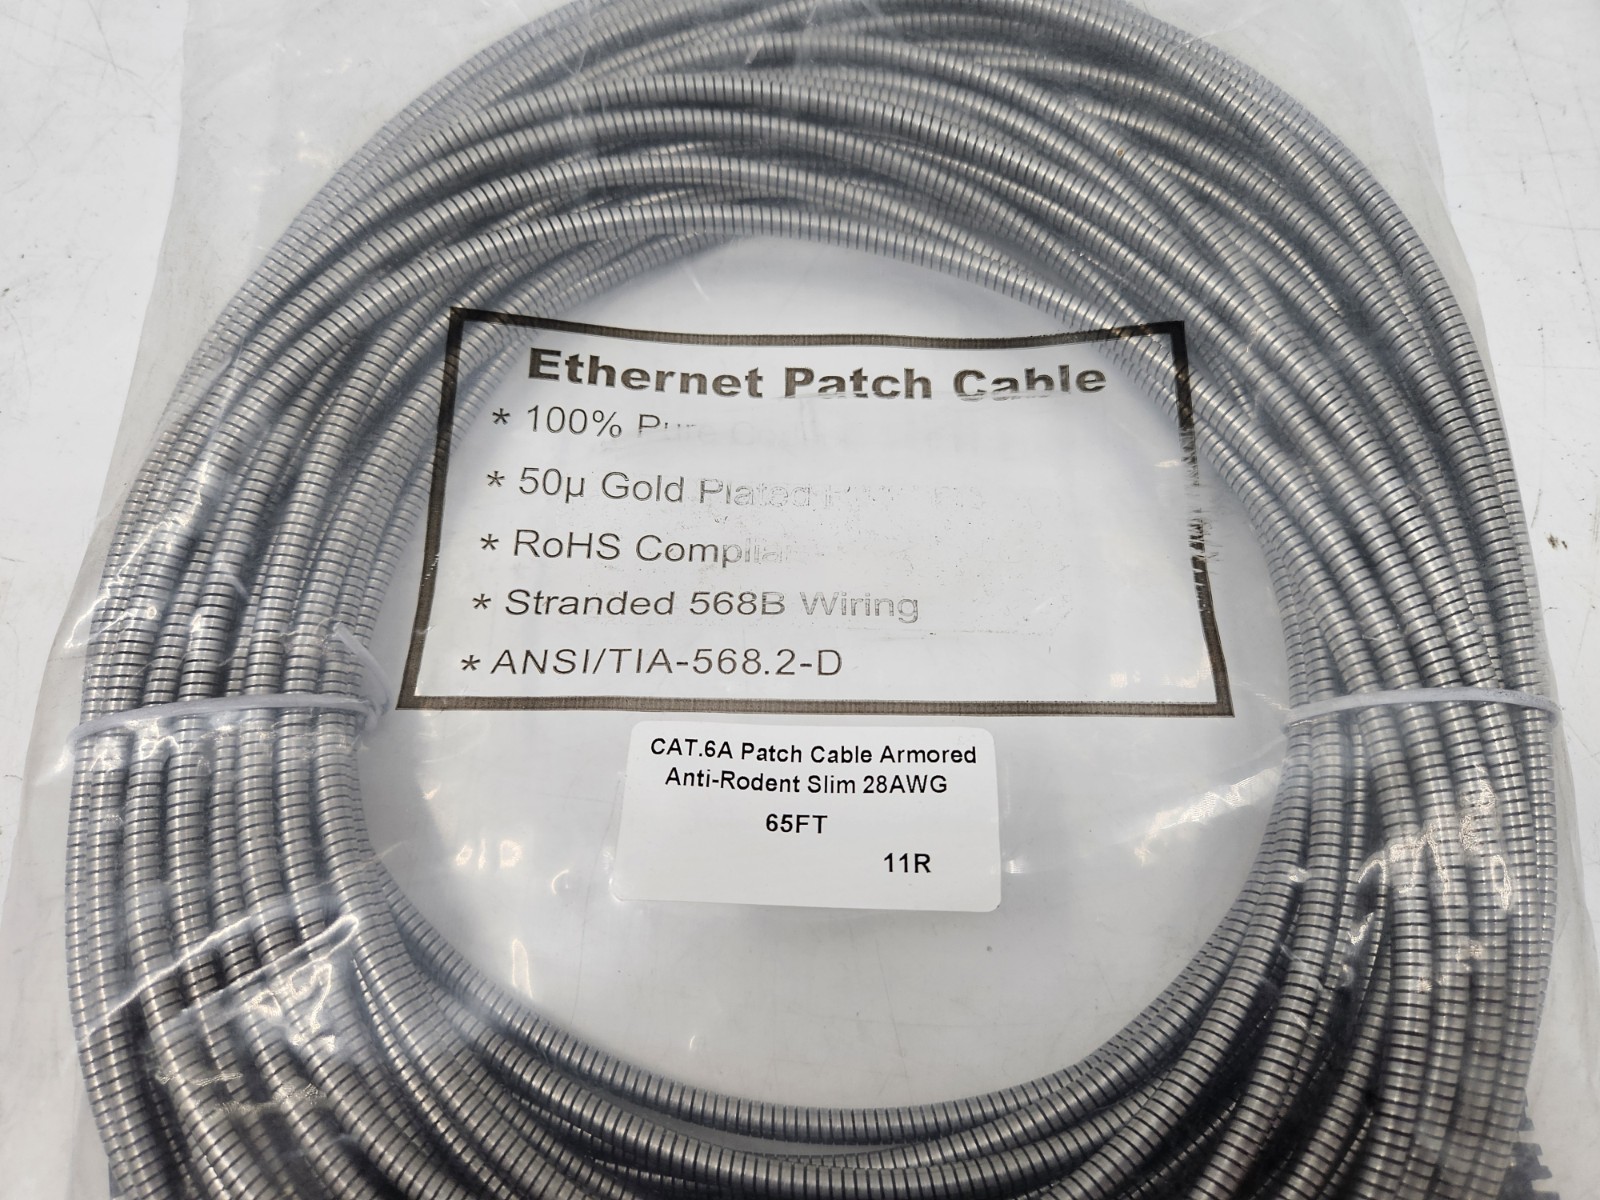 Ethernet Patch Cable
* 100%
* 50µ Gold Plated
* RoHS
* Stranded 568B Wiring
* ANSI/TIA-568.2-D
CAT.6A Patch Cable Armored
Anti-Rodent Slim 28AWG
65FT
11R